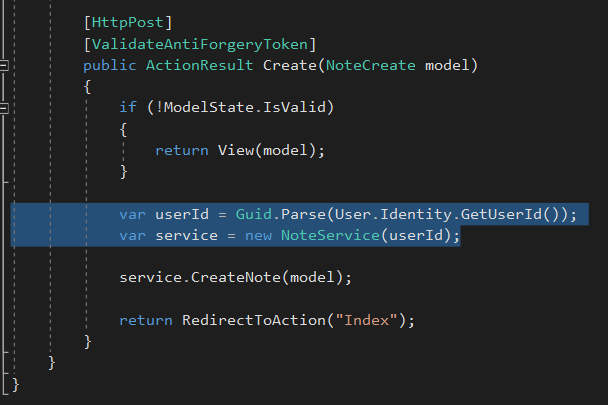 [HttpPost]
[ValidateAntiForgeryToken]
public ActionResult Create(NoteCreate model)
{
if (!ModelState.IsValid)
{
return View(model);
}
var userId = Guid.Parse(User.Identity.GetUserId());
var service = new NoteService(userId);
service.CreateNote(model);
return RedirectToAction("Index");
}
}
}